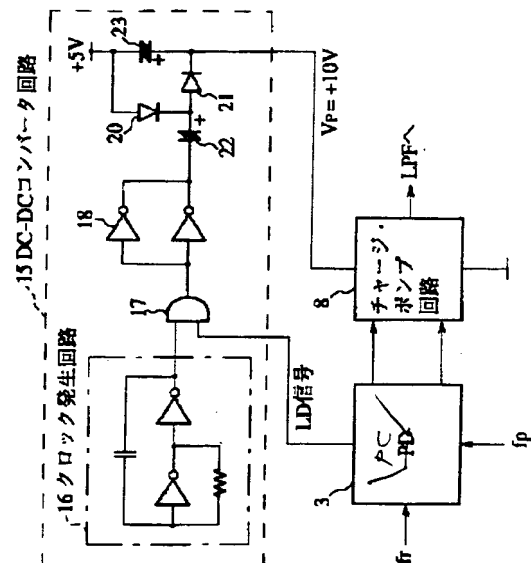 15 DC-DCコンバータ回路
16 クロック発生回路
17
18
+5V
20
21
22
+
23
+
VP=+10V
LD信号
3
PC
PD
fr
fp
8
チャージ・
ポンプ
回路
LPFへ